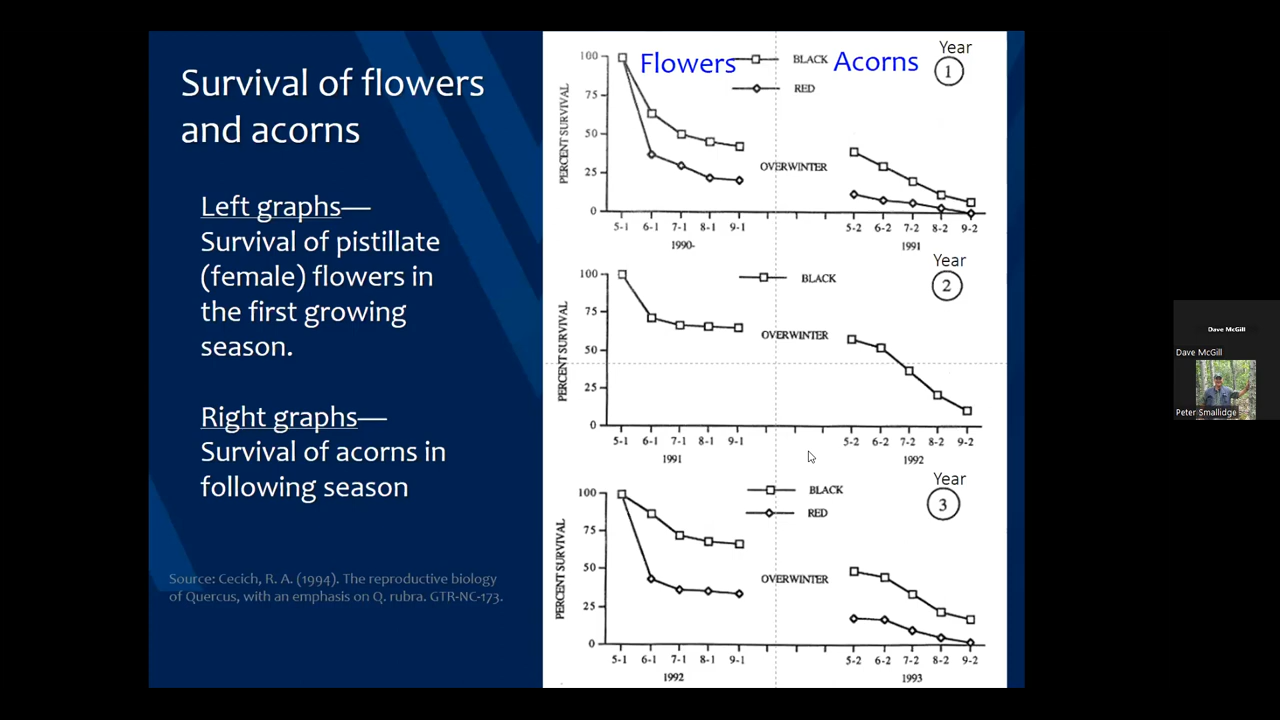 Survival of flowers
and acorns
Left graphs—
Survival of pistillate
(female) flowers in
the first growing
season.
Right graphs—
Survival of acorns in
following season
Source: Cecich, R. A. (1994). The reproductive biology
of Quercus, with an emphasis on Q. rubra. GTR-NC-173.
Flowers
Acorns
Year
1
BLACK
RED
PERCENT SURVIVAL
100
75
50
25
0
OVERWINTER
5-1 6-1 7-1 8-1 9-1
5-2 6-2 7-2 8-2 9-2
1990-
1991
Year
2
BLACK
PERCENT SURVIVAL
100
75
50
25
0
OVERWINTER
5-1 6-1 7-1 8-1 9-1
5-2 6-2 7-2 8-2 9-2
1991
1992
Year
3
BLACK
RED
PERCENT SURVIVAL
100
75
50
25
0
OVERWINTER
5-1 6-1 7-1 8-1 9-1
5-2 6-2 7-2 8-2 9-2
1992
1993
Dave McGill
Dave McGill
Peter Smallidge